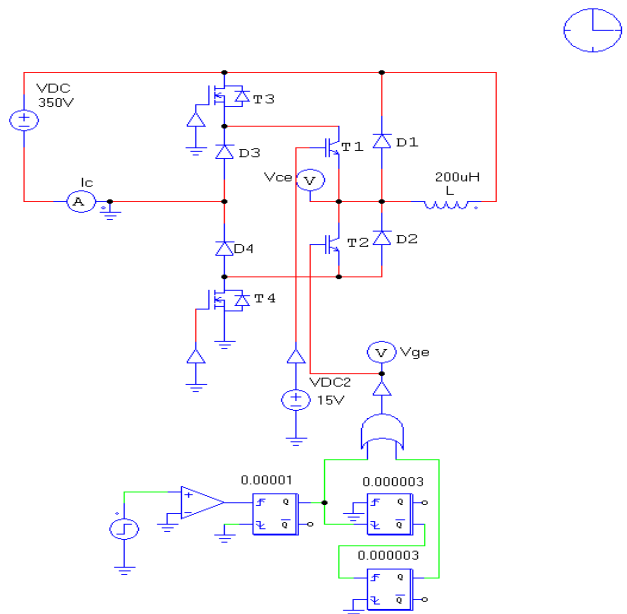 VDC
350V
T3
D3
T1
D1
Vce
V
200uH
L
Ic
A
D4
T2
D2
T4
V
Vge
VDC2
15V
0.00001
0.000003
Q
Q
Q
Q
0.000003
Q
Q